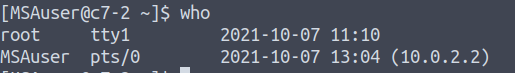 [MSAuser@c7-2 ~]$ who
root     tty1         2021-10-07 11:10
MSAuser  pts/0        2021-10-07 13:04 (10.0.2.2)